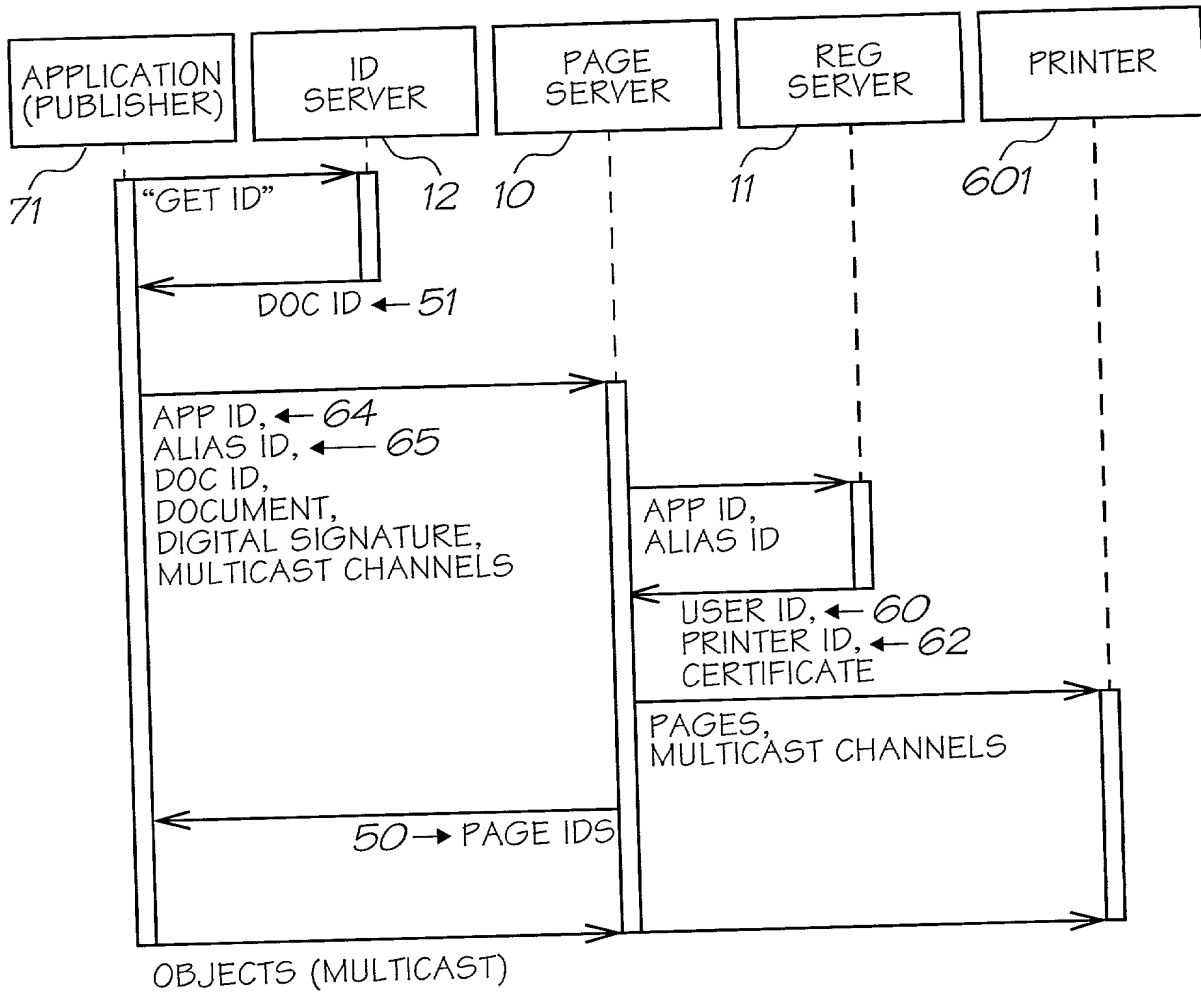 APPLICATION
(PUBLISHER)
ID
SERVER
PAGE
SERVER
REG
SERVER
PRINTER
71
12
10
11
601
"GET ID"
DOC ID ← 51
APP ID, ← 64
ALIAS ID, ← 65
DOC ID,
DOCUMENT,
DIGITAL SIGNATURE,
MULTICAST CHANNELS
APP ID,
ALIAS ID
USER ID, ← 60
PRINTER ID, ← 62
CERTIFICATE
PAGES,
MULTICAST CHANNELS
50 → PAGE IDS
OBJECTS (MULTICAST)